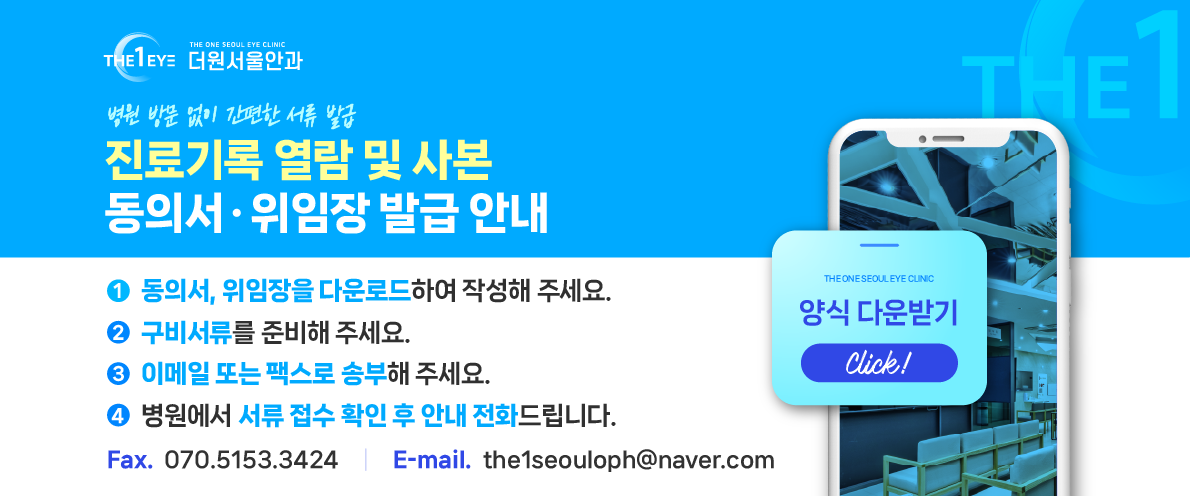 THE 1 EYE
THE ONE SEOUL EYE CLINIC
더원서울안과
THE 1
병원 방문 없이 간편한 서류 발급
진료기록 열람 및 사본
동의서·위임장 발급 안내
1 동의서, 위임장을 다운로드하여 작성해 주세요.
2 구비서류를 준비해 주세요.
3 이메일 또는 팩스로 송부해 주세요.
4 병원에서 서류 접수 확인 후 안내 전화드립니다.
Fax. 070.5153.3424 | E-mail. the1seouloph@naver.com
THE ONE SEOUL EYE CLINIC
양식 다운받기
Click!